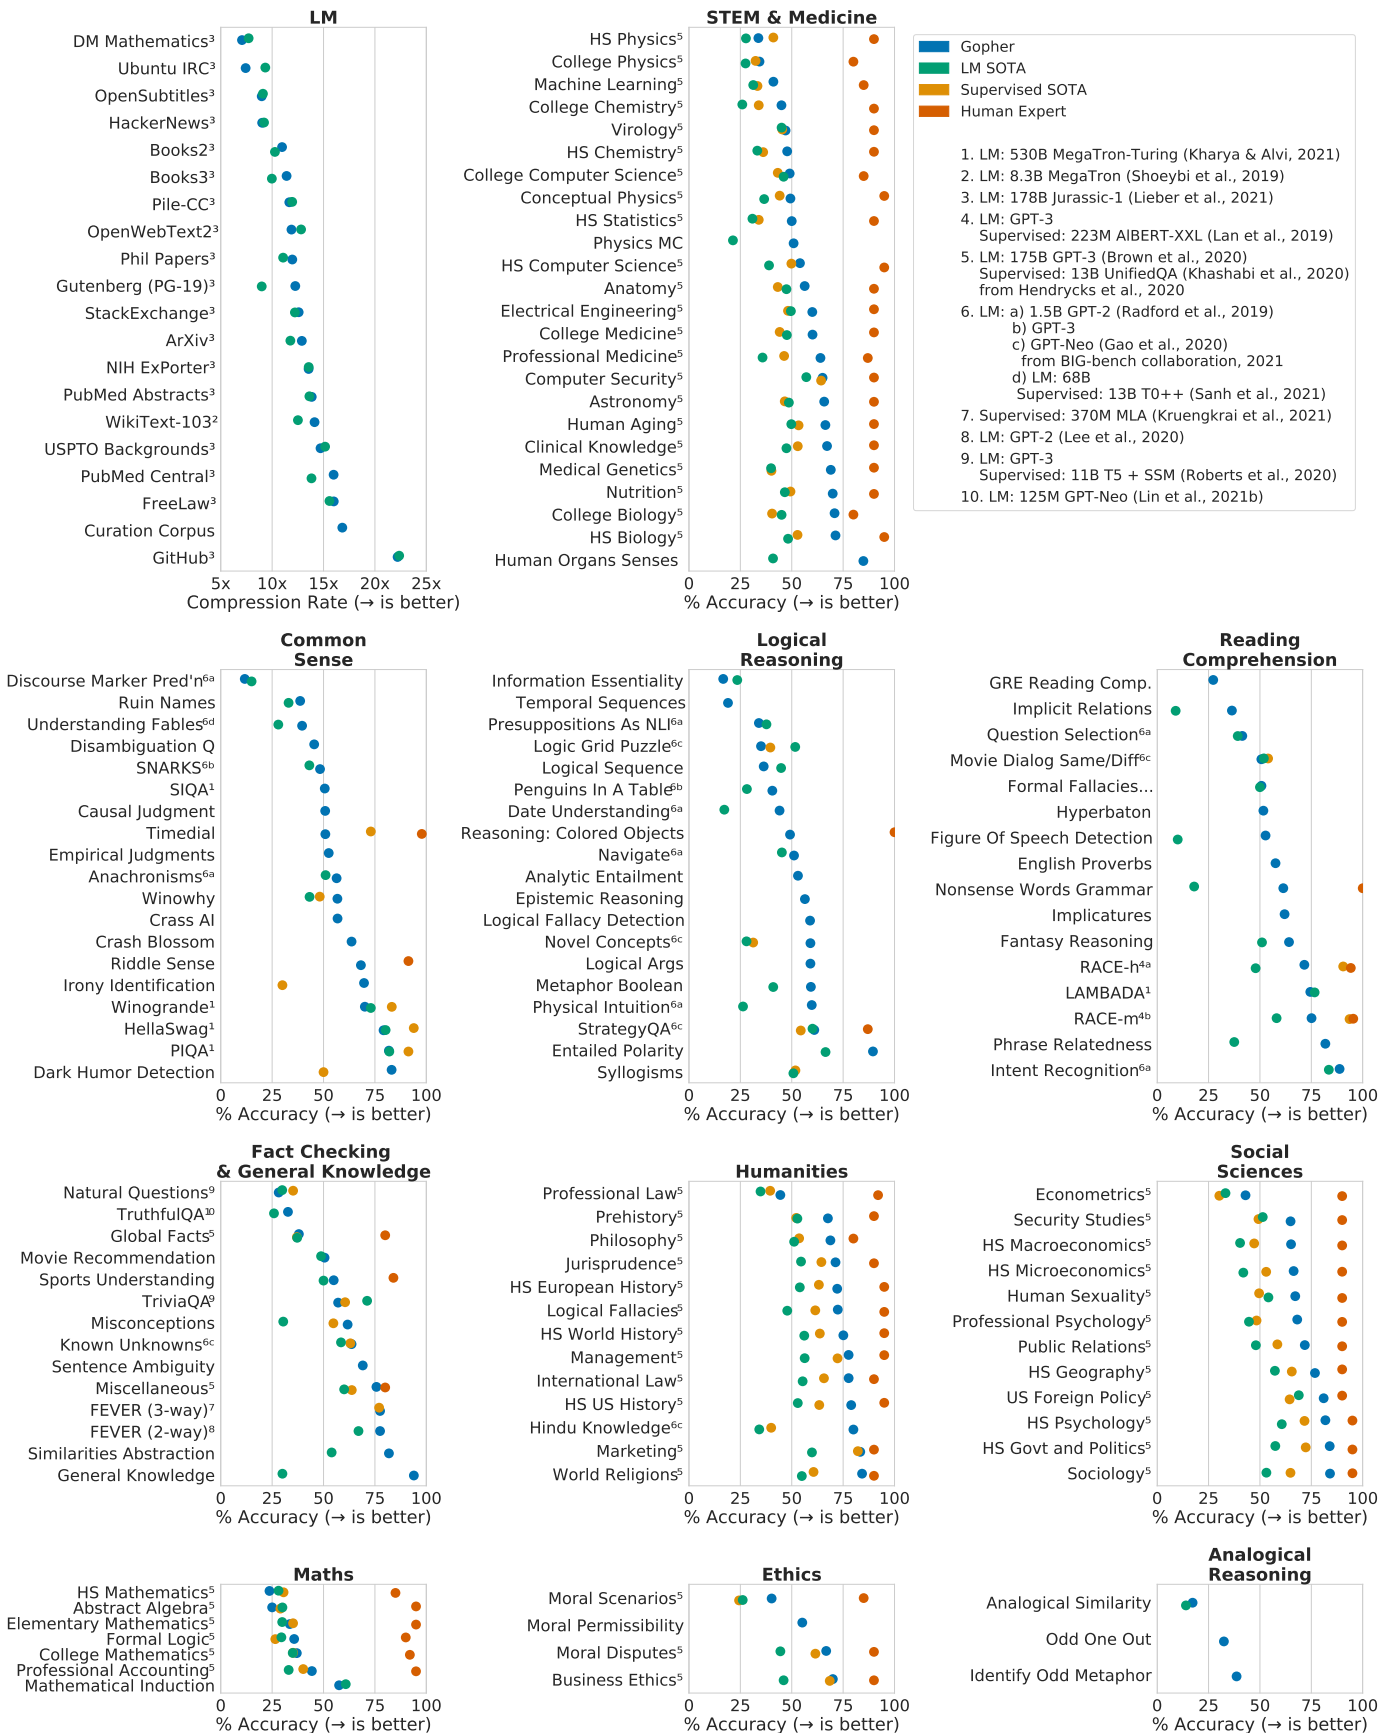 LM
DM Mathematics³
Ubuntu IRC³
OpenSubtitles³
HackerNews³
Books2³
Books3³
Pile-CC³
OpenWebText2³
Phil Papers³
Gutenberg (PG-19)³
StackExchange³
ArXiv³
NIH ExPorter³
PubMed Abstracts³
WikiText-103²
USPTO Backgrounds³
PubMed Central³
FreeLaw³
Curation Corpus
GitHub³
5x 10x 15x 20x 25x
Compression Rate (→ is better)
STEM & Medicine
HS Physics⁵
College Physics⁵
Machine Learning⁵
College Chemistry⁵
Virology⁵
HS Chemistry⁵
College Computer Science⁵
Conceptual Physics⁵
HS Statistics⁵
Physics MC
HS Computer Science⁵
Anatomy⁵
Electrical Engineering⁵
College Medicine⁵
Professional Medicine⁵
Computer Security⁵
Astronomy⁵
Human Aging⁵
Clinical Knowledge⁵
Medical Genetics⁵
Nutrition⁵
College Biology⁵
HS Biology⁵
Human Organs Senses
0 25 50 75 100
% Accuracy (→ is better)
Gopher
LM SOTA
Supervised SOTA
Human Expert
1. LM: 530B MegaTron-Turing (Kharya & Alvi, 2021)
2. LM: 8.3B MegaTron (Shoeybi et al., 2019)
3. LM: 178B Jurassic-1 (Lieber et al., 2021)
4. LM: GPT-3
Supervised: 223M AlBERT-XXL (Lan et al., 2019)
5. LM: 175B GPT-3 (Brown et al., 2020)
Supervised: 13B UnifiedQA (Khashabi et al., 2020)
from Hendrycks et al., 2020
6. LM: a) 1.5B GPT-2 (Radford et al., 2019)
b) GPT-3
c) GPT-Neo (Gao et al., 2020)
from BIG-bench collaboration, 2021
d) LM: 68B
Supervised: 13B T0++ (Sanh et al., 2021)
7. Supervised: 370M MLA (Kruengkrai et al., 2021)
8. LM: GPT-2 (Lee et al., 2020)
9. LM: GPT-3
Supervised: 11B T5 + SSM (Roberts et al., 2020)
10. LM: 125M GPT-Neo (Lin et al., 2021b)
Common
Sense
Discourse Marker Pred'n⁶ᵃ
Ruin Names
Understanding Fables⁶ᵈ
Disambiguation Q
SNARKS⁶ᵇ
SIQA¹
Causal Judgment
Timedial
Empirical Judgments
Anachronisms⁶ᵃ
Winowhy
Crass AI
Crash Blossom
Riddle Sense
Irony Identification
Winogrande¹
HellaSwag¹
PIQA¹
Dark Humor Detection
0 25 50 75 100
% Accuracy (→ is better)
Logical
Reasoning
Information Essentiality
Temporal Sequences
Presuppositions As NLI⁶ᵃ
Logic Grid Puzzle⁶ᶜ
Logical Sequence
Penguins In A Table⁶ᵇ
Date Understanding⁶ᵃ
Reasoning: Colored Objects
Navigate⁶ᵃ
Analytic Entailment
Epistemic Reasoning
Logical Fallacy Detection
Novel Concepts⁶ᶜ
Logical Args
Metaphor Boolean
Physical Intuition⁶ᵃ
StrategyQA⁶ᶜ
Entailed Polarity
Syllogisms
0 25 50 75 100
% Accuracy (→ is better)
Reading
Comprehension
GRE Reading Comp.
Implicit Relations
Question Selection⁶ᵃ
Movie Dialog Same/Diff⁶ᶜ
Formal Fallacies...
Hyperbaton
Figure Of Speech Detection
English Proverbs
Nonsense Words Grammar
Implicatures
Fantasy Reasoning
RACE-h⁴ᵃ
LAMBADA¹
RACE-m⁴ᵇ
Phrase Relatedness
Intent Recognition⁶ᵃ
0 25 50 75 100
% Accuracy (→ is better)
Fact Checking
& General Knowledge
Natural Questions⁹
TruthfulQA¹⁰
Global Facts⁵
Movie Recommendation
Sports Understanding
TriviaQA⁹
Misconceptions
Known Unknowns⁶ᶜ
Sentence Ambiguity
Miscellaneous⁵
FEVER (3-way)⁷
FEVER (2-way)⁸
Similarities Abstraction
General Knowledge
0 25 50 75 100
% Accuracy (→ is better)
Humanities
Professional Law⁵
Prehistory⁵
Philosophy⁵
Jurisprudence⁵
HS European History⁵
Logical Fallacies⁵
HS World History⁵
Management⁵
International Law⁵
HS US History⁵
Hindu Knowledge⁶ᶜ
Marketing⁵
World Religions⁵
0 25 50 75 100
% Accuracy (→ is better)
Social
Sciences
Econometrics⁵
Security Studies⁵
HS Macroeconomics⁵
HS Microeconomics⁵
Human Sexuality⁵
Professional Psychology⁵
Public Relations⁵
HS Geography⁵
US Foreign Policy⁵
HS Psychology⁵
HS Govt and Politics⁵
Sociology⁵
0 25 50 75 100
% Accuracy (→ is better)
Maths
HS Mathematics⁵
Abstract Algebra⁵
Elementary Mathematics⁵
Formal Logic⁵
College Mathematics⁵
Professional Accounting⁵
Mathematical Induction
0 25 50 75 100
% Accuracy (→ is better)
Ethics
Moral Scenarios⁵
Moral Permissibility
Moral Disputes⁵
Business Ethics⁵
0 25 50 75 100
% Accuracy (→ is better)
Analogical
Reasoning
Analogical Similarity
Odd One Out
Identify Odd Metaphor
0 25 50 75 100
% Accuracy (→ is better)